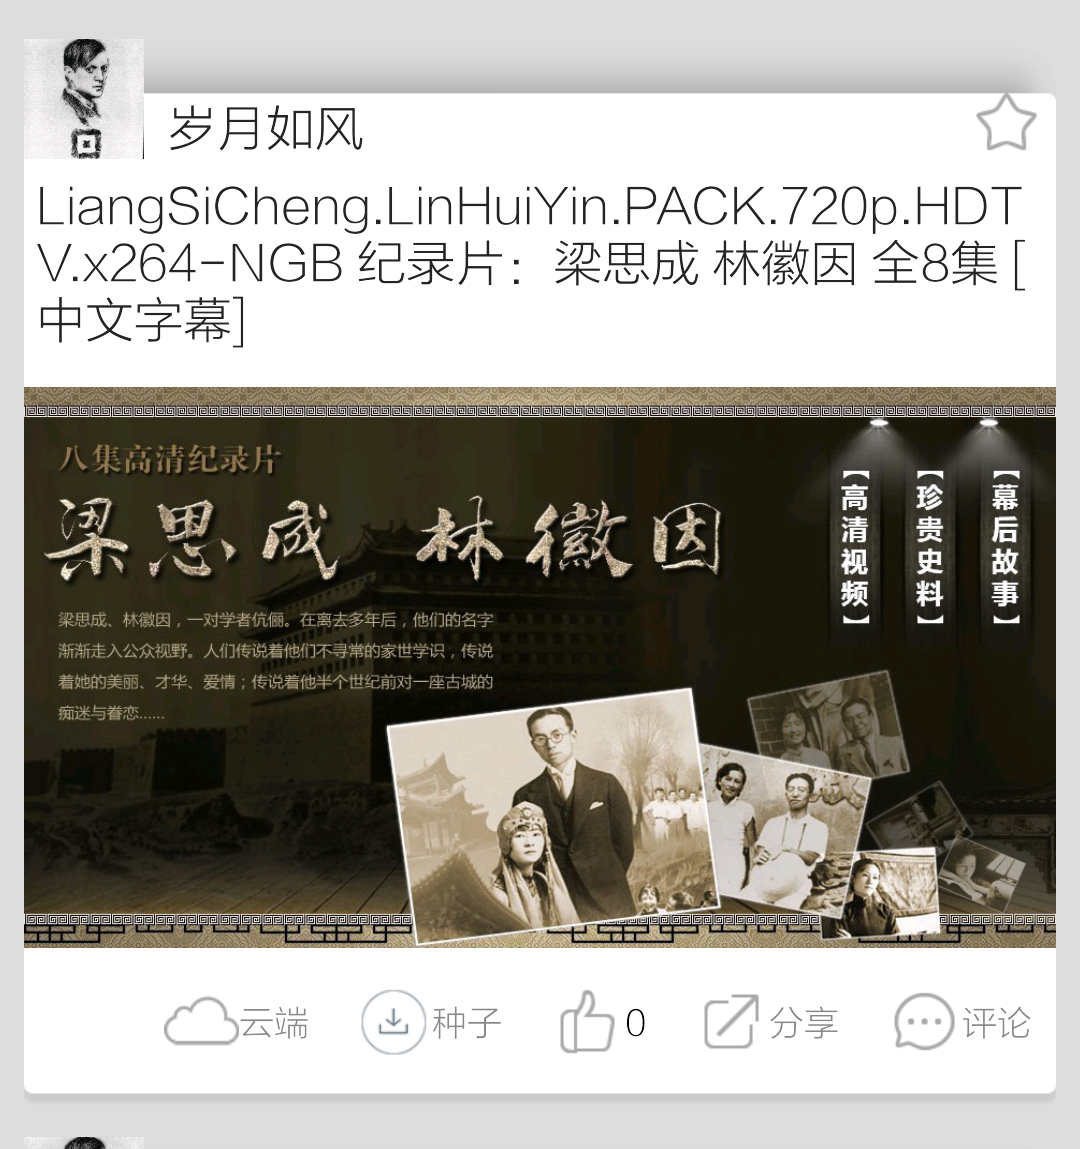 岁月如风
LiangSiCheng.LinHuiYin.PACK.720p.HDT
V.x264-NGB 纪录片：梁思成 林徽因 全8集 [
中文字幕]
八集高清纪录片
梁思成 林徽因
【高清视频】
【珍贵史料】
【幕后故事】
梁思成、林徽因，一对学者伉俪。在离去多年后，他们的名字
渐渐走入公众视野。人们传说着他们不寻常的家世学识，传说
着她的美丽、才华、爱情；传说着他半个世纪前对一座古城的
痴迷与眷恋......
云端
种子
0
分享
评论